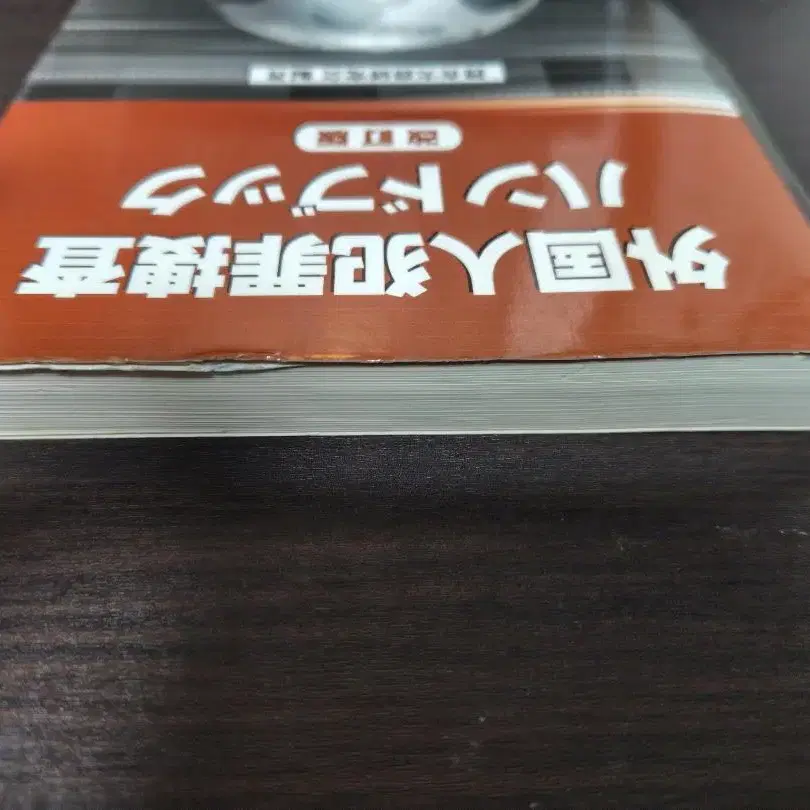 外国人犯罪捜査
ハンドブック
改訂版